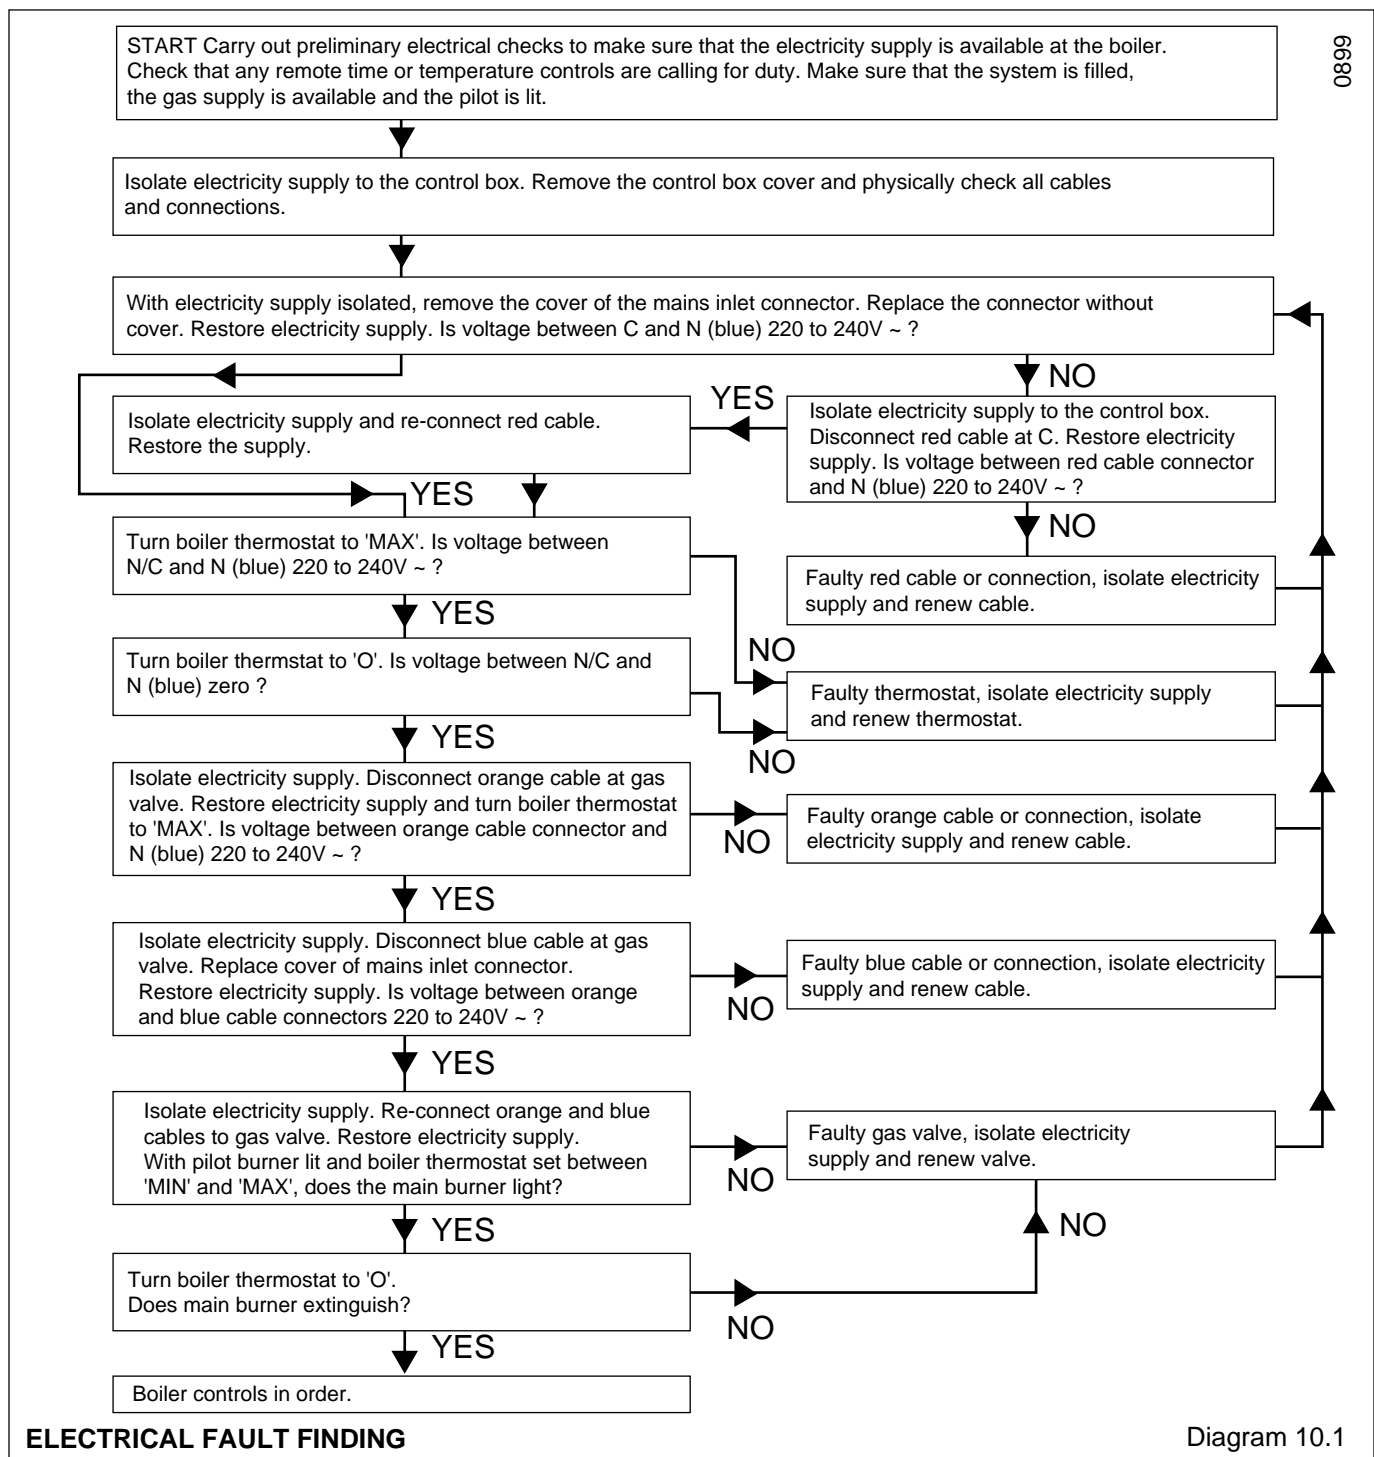 START Carry out preliminary electrical checks to make sure that the electricity supply is available at the boiler.
Check that any remote time or temperature controls are calling for duty. Make sure that the system is filled,
the gas supply is available and the pilot is lit.
0899
Isolate electricity supply to the control box. Remove the control box cover and physically check all cables
and connections.
With electricity supply isolated, remove the cover of the mains inlet connector. Replace the connector without
cover. Restore electricity supply. Is voltage between C and N (blue) 220 to 240V ~ ?
NO
YES
Isolate electricity supply and re-connect red cable.
Restore the supply.
Isolate electricity supply to the control box.
Disconnect red cable at C. Restore electricity
supply. Is voltage between red cable connector
and N (blue) 220 to 240V ~ ?
YES
NO
Turn boiler thermostat to 'MAX'. Is voltage between
N/C and N (blue) 220 to 240V ~ ?
Faulty red cable or connection, isolate electricity
supply and renew cable.
YES
NO
Turn boiler thermstat to 'O'. Is voltage between N/C and
N (blue) zero ?
Faulty thermostat, isolate electricity supply
and renew thermostat.
YES
NO
Isolate electricity supply. Disconnect orange cable at gas
valve. Restore electricity supply and turn boiler thermostat
to 'MAX'. Is voltage between orange cable connector and
N (blue) 220 to 240V ~ ?
NO
Faulty orange cable or connection, isolate
electricity supply and renew cable.
YES
Isolate electricity supply. Disconnect blue cable at gas
valve. Replace cover of mains inlet connector.
Restore electricity supply. Is voltage between orange
and blue cable connectors 220 to 240V ~ ?
NO
Faulty blue cable or connection, isolate electricity
supply and renew cable.
YES
Isolate electricity supply. Re-connect orange and blue
cables to gas valve. Restore electricity supply.
With pilot burner lit and boiler thermostat set between
'MIN' and 'MAX', does the main burner light?
NO
Faulty gas valve, isolate electricity
supply and renew valve.
YES
NO
Turn boiler thermostat to 'O'.
Does main burner extinguish?
NO
YES
Boiler controls in order.
ELECTRICAL FAULT FINDING
Diagram 10.1